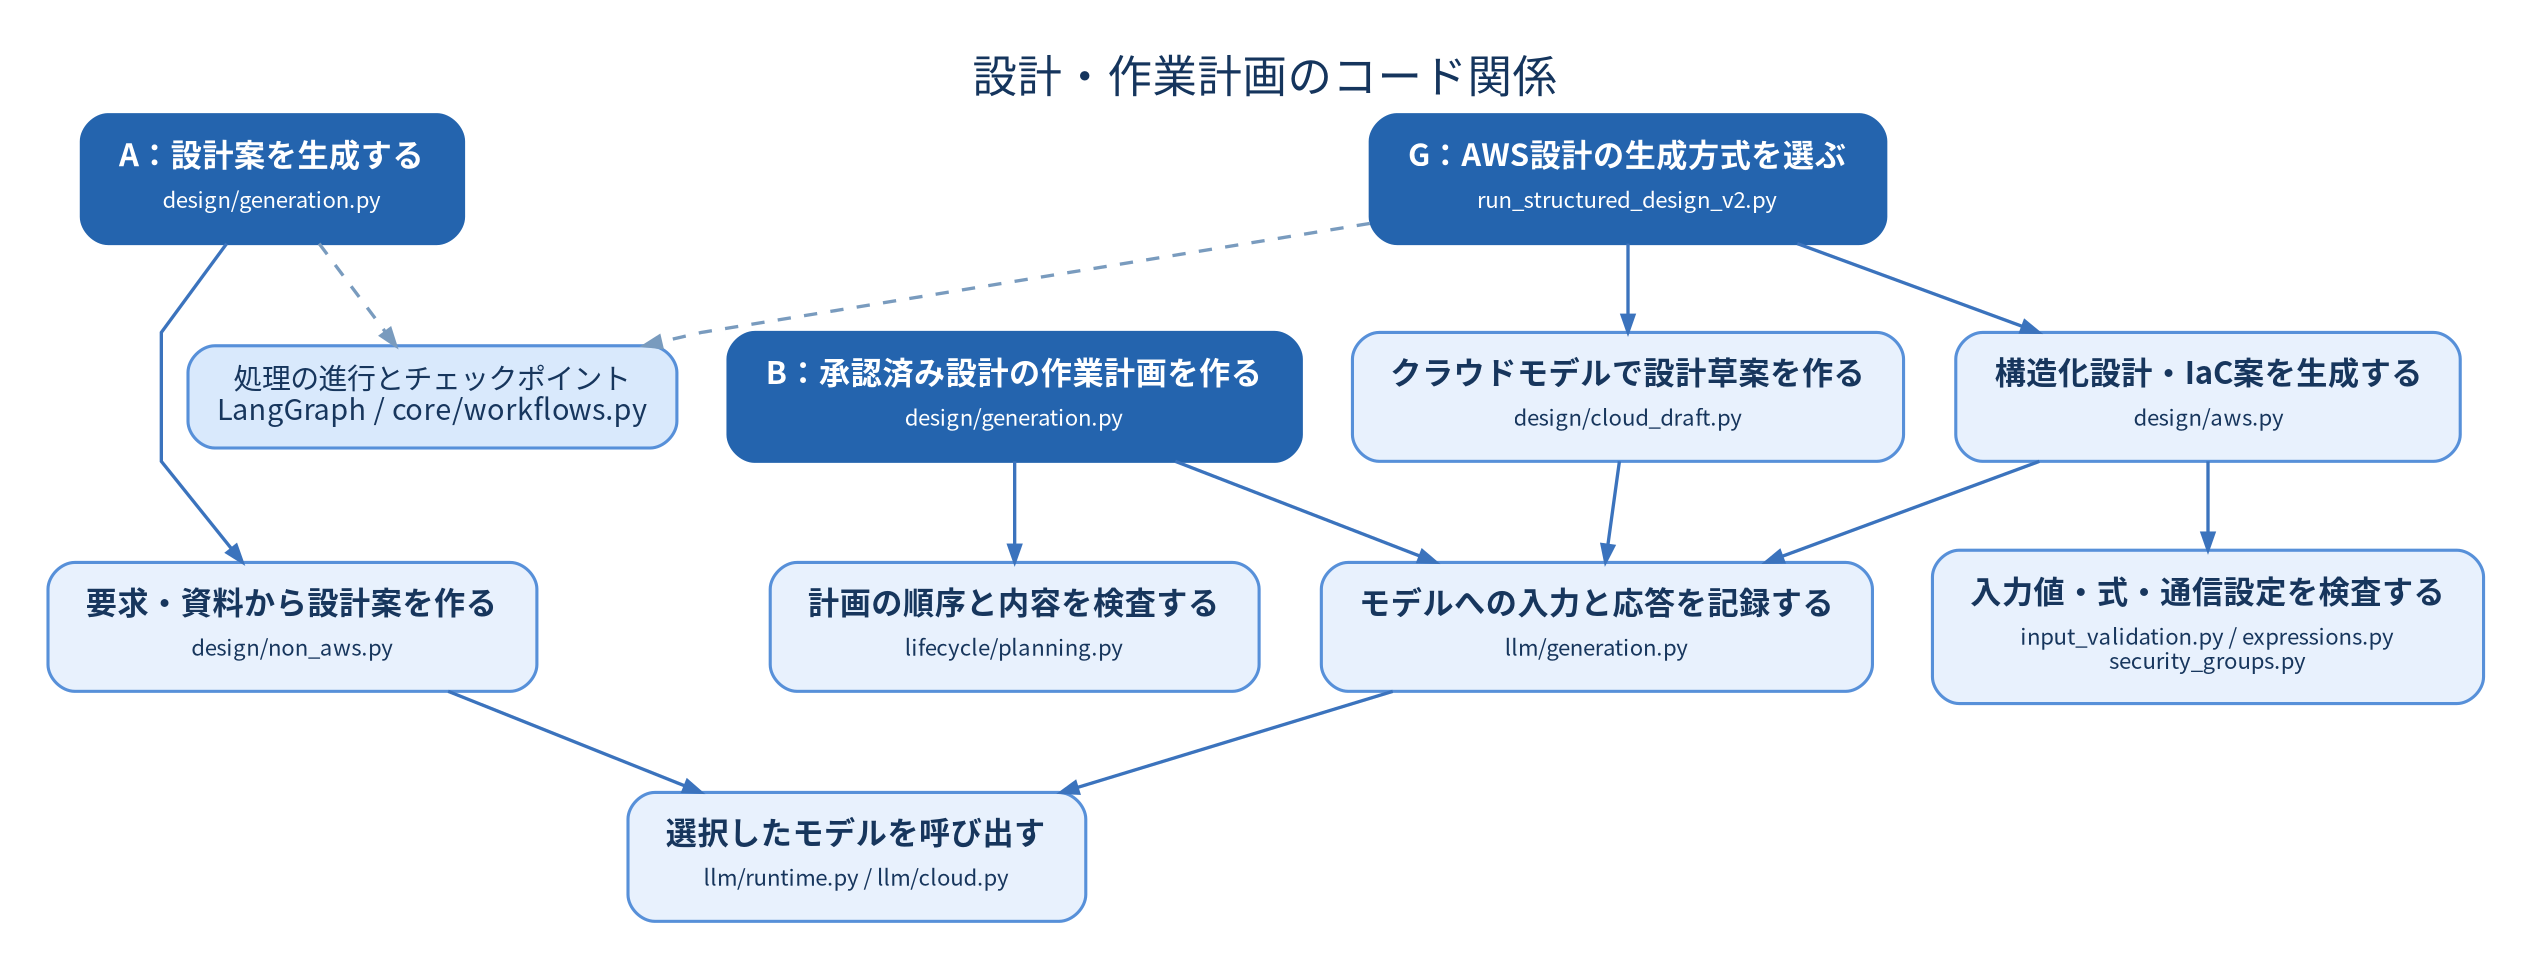 設計・作業計画のコード関係
A：設計案を生成する
design/generation.py
G：AWS設計の生成方式を選ぶ
run_structured_design_v2.py
処理の進行とチェックポイント
LangGraph / core/workflows.py
B：承認済み設計の作業計画を作る
design/generation.py
クラウドモデルで設計草案を作る
design/cloud_draft.py
構造化設計・IaC案を生成する
design/aws.py
要求・資料から設計案を作る
design/non_aws.py
計画の順序と内容を検査する
lifecycle/planning.py
モデルへの入力と応答を記録する
llm/generation.py
入力値・式・通信設定を検査する
input_validation.py / expressions.py
security_groups.py
選択したモデルを呼び出す
llm/runtime.py / llm/cloud.py